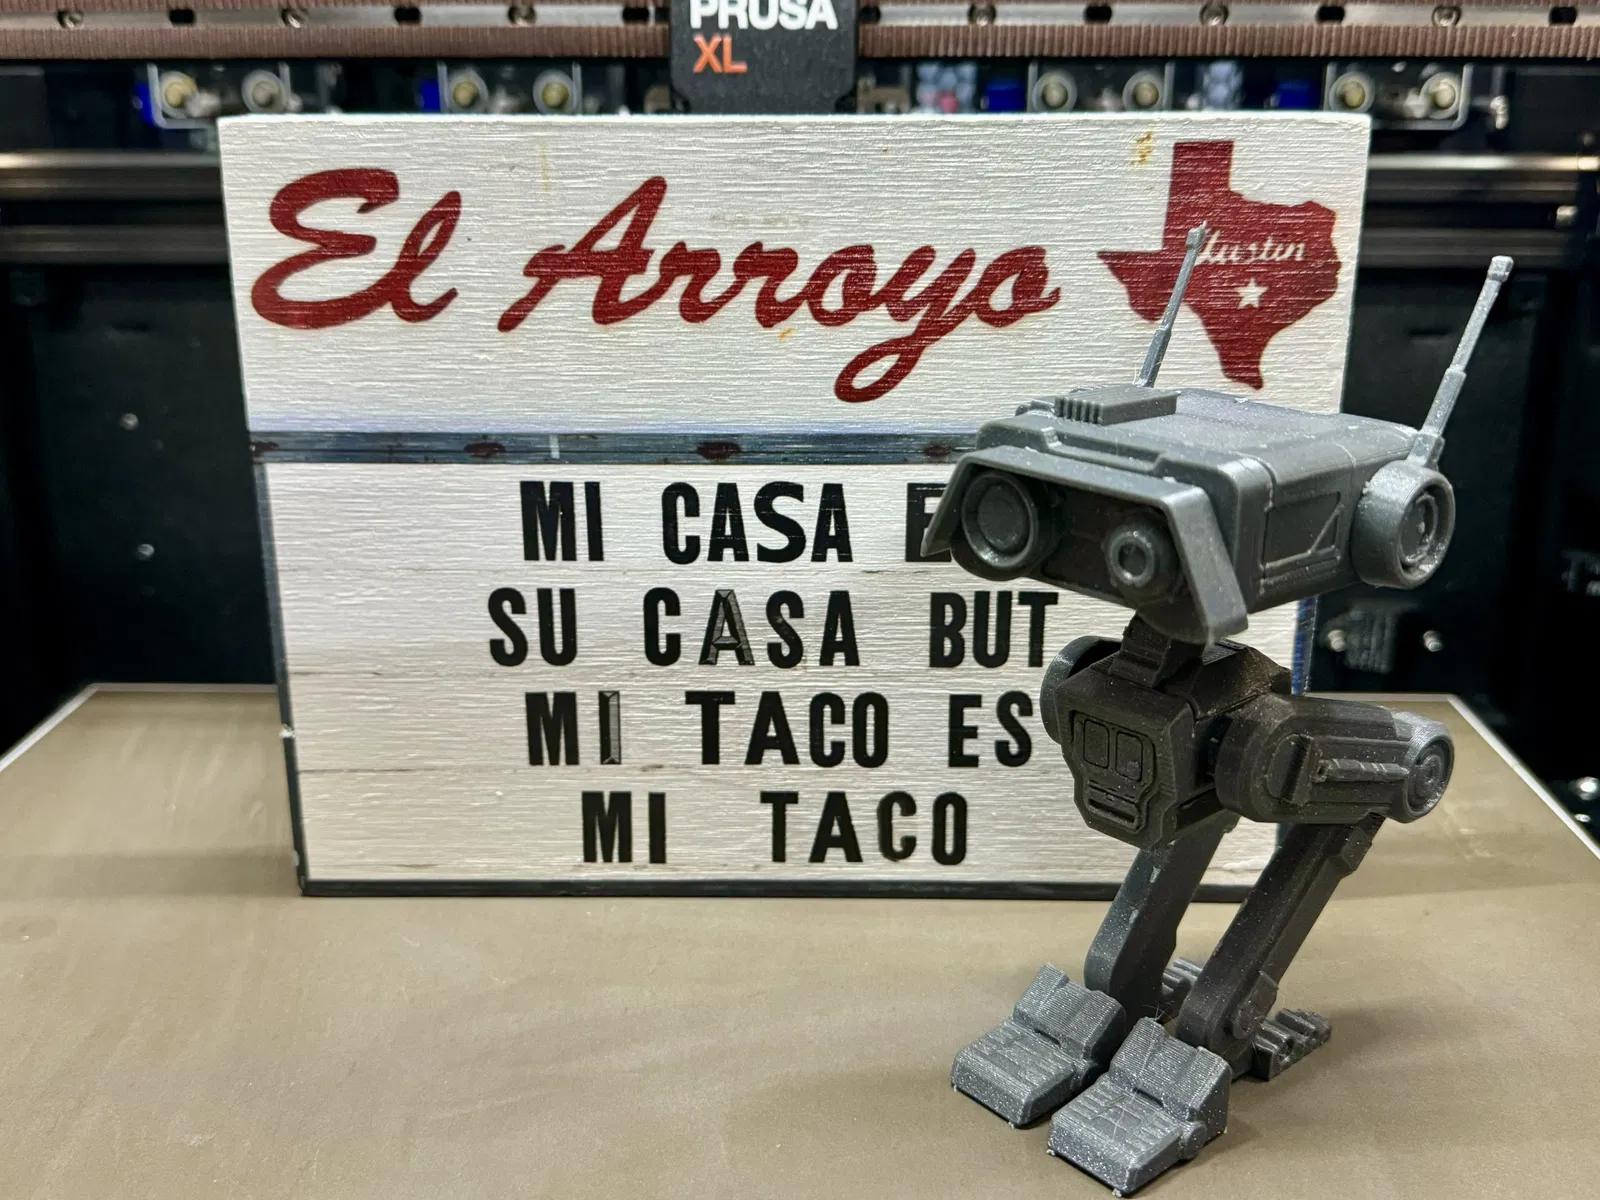 PRUSA
XL
El Arroyo
Austin
MI CASA
SU CASA BUT
MI TACO ES
MI TACO